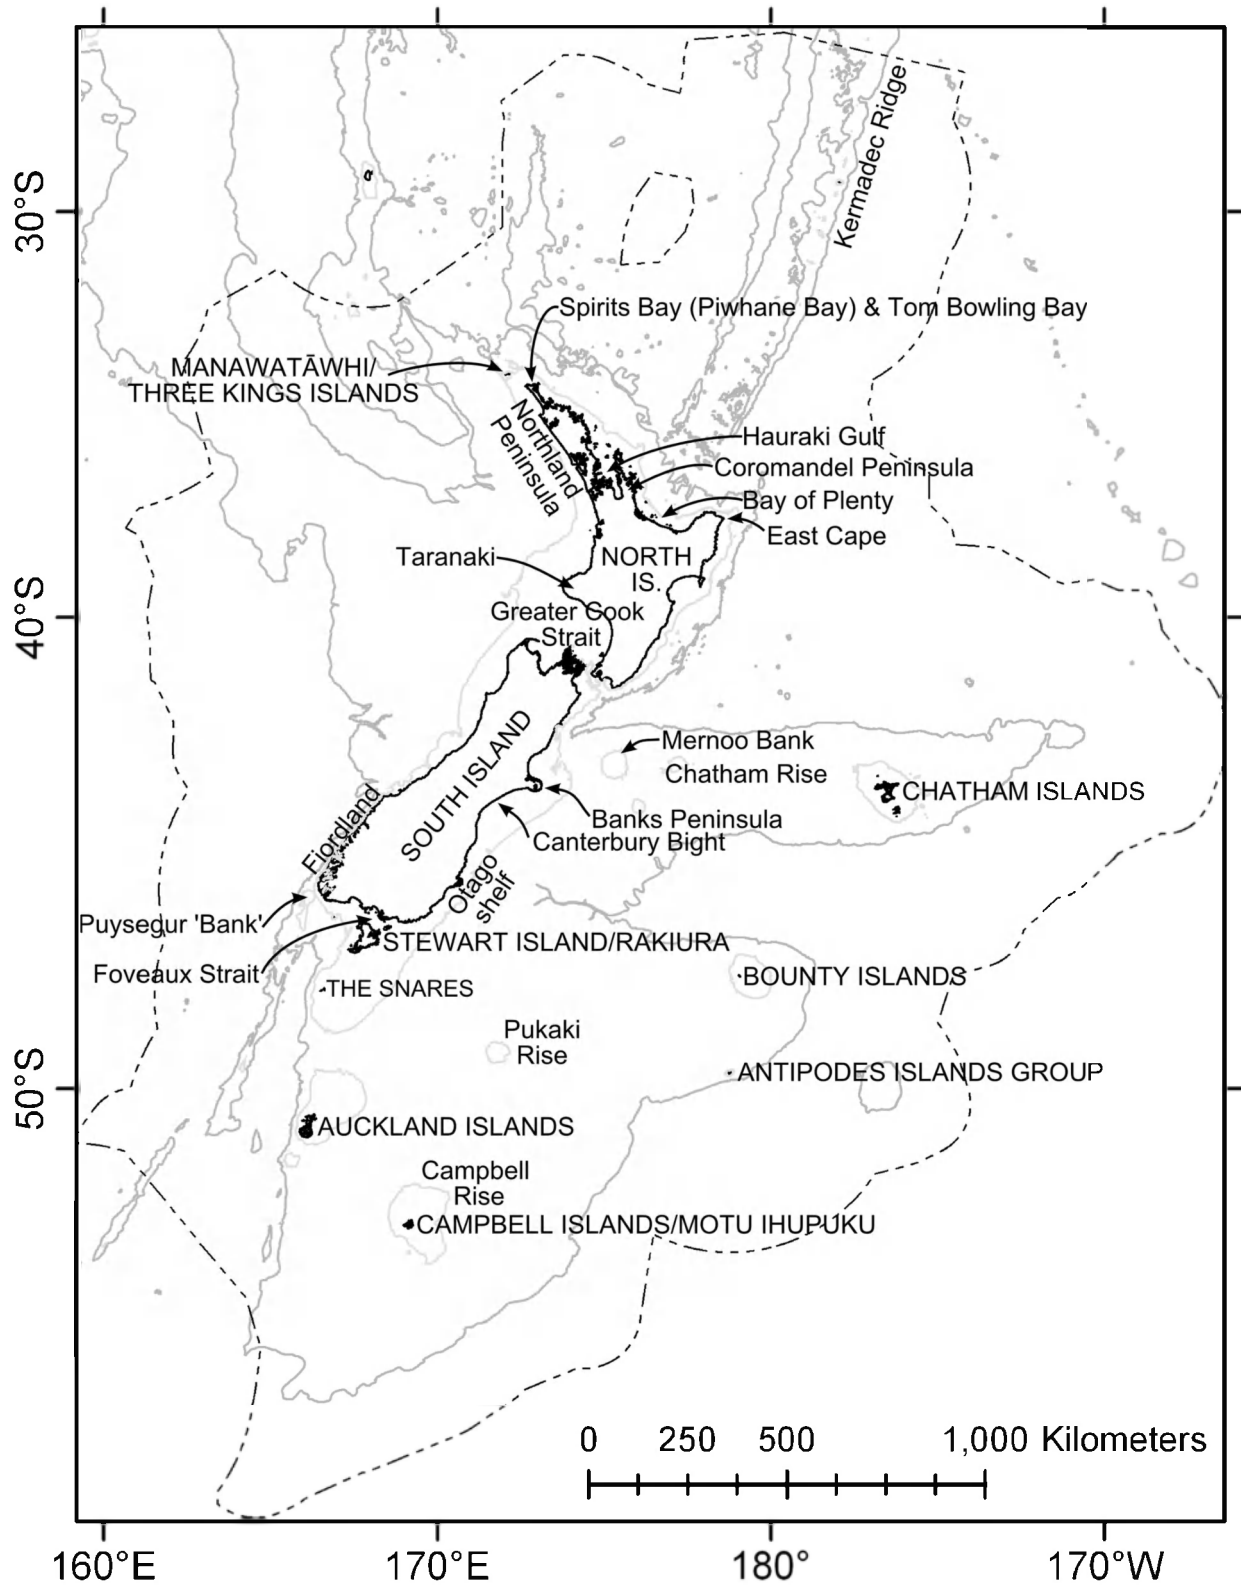 Kermadec Ridge
30°S
Spirits Bay (Piwhane Bay) & Tom Bowling Bay
MANAWATĀWHI/
THREE KINGS ISLANDS
Northland
Peninsula
Hauraki Gulf
Coromandel Peninsula
Bay of Plenty
East Cape
Taranaki
NORTH
IS.
Greater Cook
Strait
40°S
SOUTH ISLAND
Mernoo Bank
Chatham Rise
CHATHAM ISLANDS
Banks Peninsula
Canterbury Bight
Fiordland
Otago
shelf
Puysegur 'Bank'
STEWART ISLAND/RAKIURA
Foveaux Strait
THE SNARES
BOUNTY ISLANDS
Pukaki
Rise
50°S
ANTIPODES ISLANDS GROUP
AUCKLAND ISLANDS
Campbell
Rise
CAMPBELL ISLANDS/MOTU IHUPUKU
0 250 500 1,000 Kilometers
160°E 170°E 180° 170°W